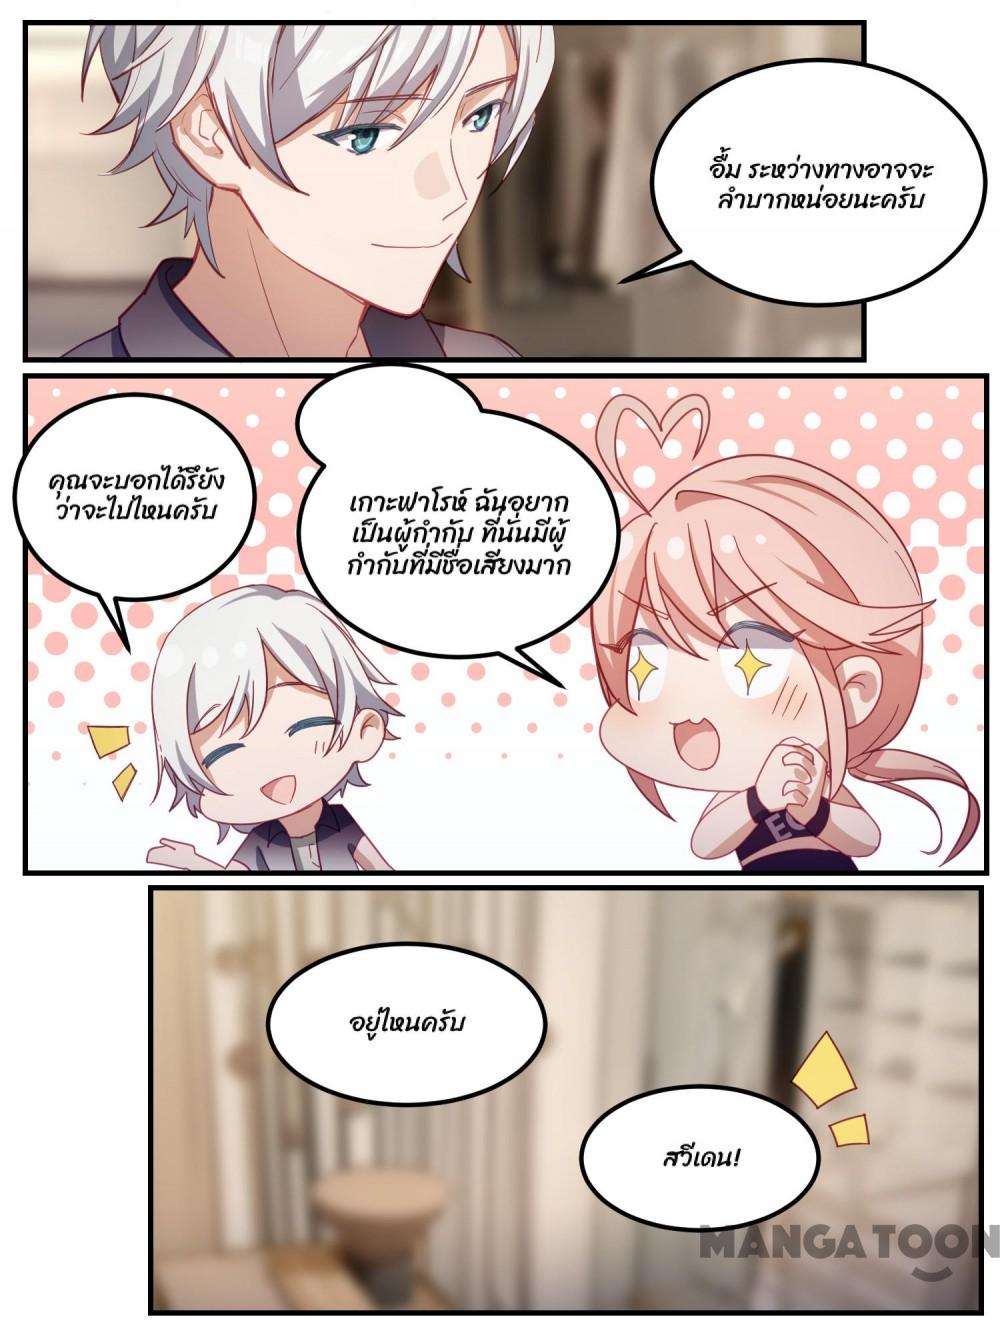 อื้ม ระหว่างทางอาจจะ
ลำบากหน่อยนะครับ
คุณจะบอกได้รึยัง
ว่าจะไปไหนครับ
เกาะฟาโรห์ ฉันอยาก
เป็นผู้กำกับ ที่นั่นมีผู้
กำกับที่มีชื่อเสียงมาก
อยู่ไหนครับ
สวีเดน!
MANGATOON